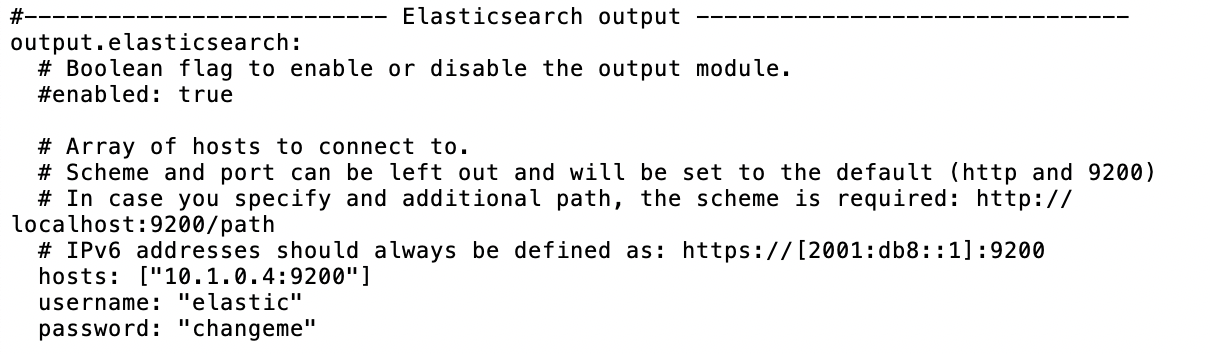 #-------------------------- Elasticsearch output -------------------------------
output.elasticsearch:
  # Boolean flag to enable or disable the output module.
  #enabled: true

  # Array of hosts to connect to.
  # Scheme and port can be left out and will be set to the default (http and 9200)
  # In case you specify and additional path, the scheme is required: http://
localhost:9200/path
  # IPv6 addresses should always be defined as: https://[2001:db8::1]:9200
  hosts: ["10.1.0.4:9200"]
  username: "elastic"
  password: "changeme"